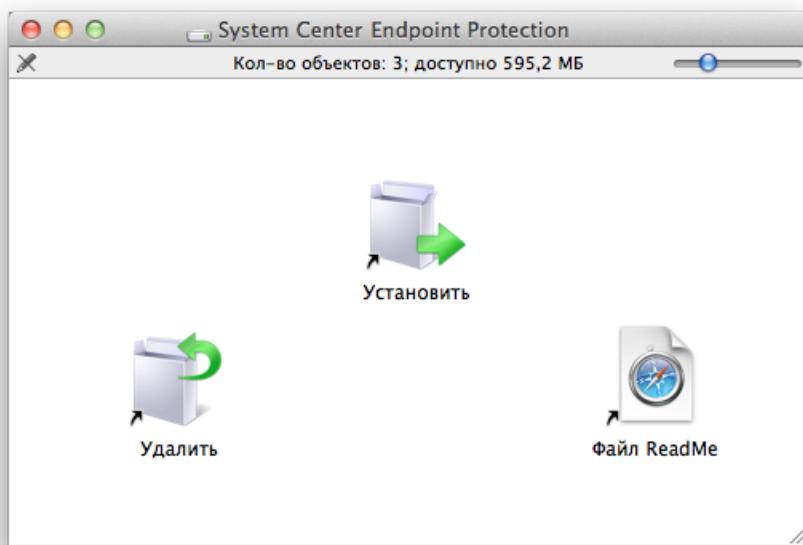 System Center Endpoint Protection
Кол-во объектов: 3; доступно 595,2 МБ
Установить
Удалить
Файл ReadMe